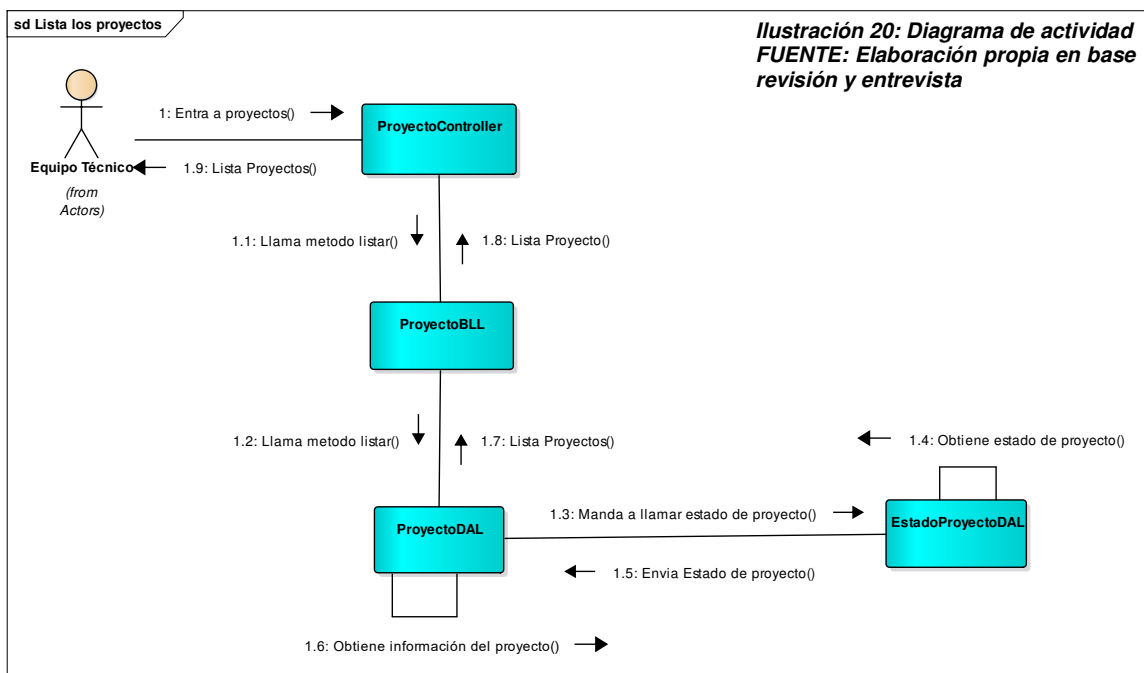 sd Lista los proyectos
Ilustración 20: Diagrama de actividad
FUENTE: Elaboración propia en base
revisión y entrevista
1: Entra a proyectos()
ProyectoController
Equipo Técnico
(from
Actors)
1.9: Lista Proyectos()
1.1: Llama metodo listar()
1.8: Lista Proyecto()
ProyectoBLL
1.2: Llama metodo listar()
1.7: Lista Proyectos()
1.4: Obtiene estado de proyecto()
ProyectoDAL
1.3: Manda a llamar estado de proyecto()
EstadoProyectoDAL
1.5: Envia Estado de proyecto()
1.6: Obtiene información del proyecto()